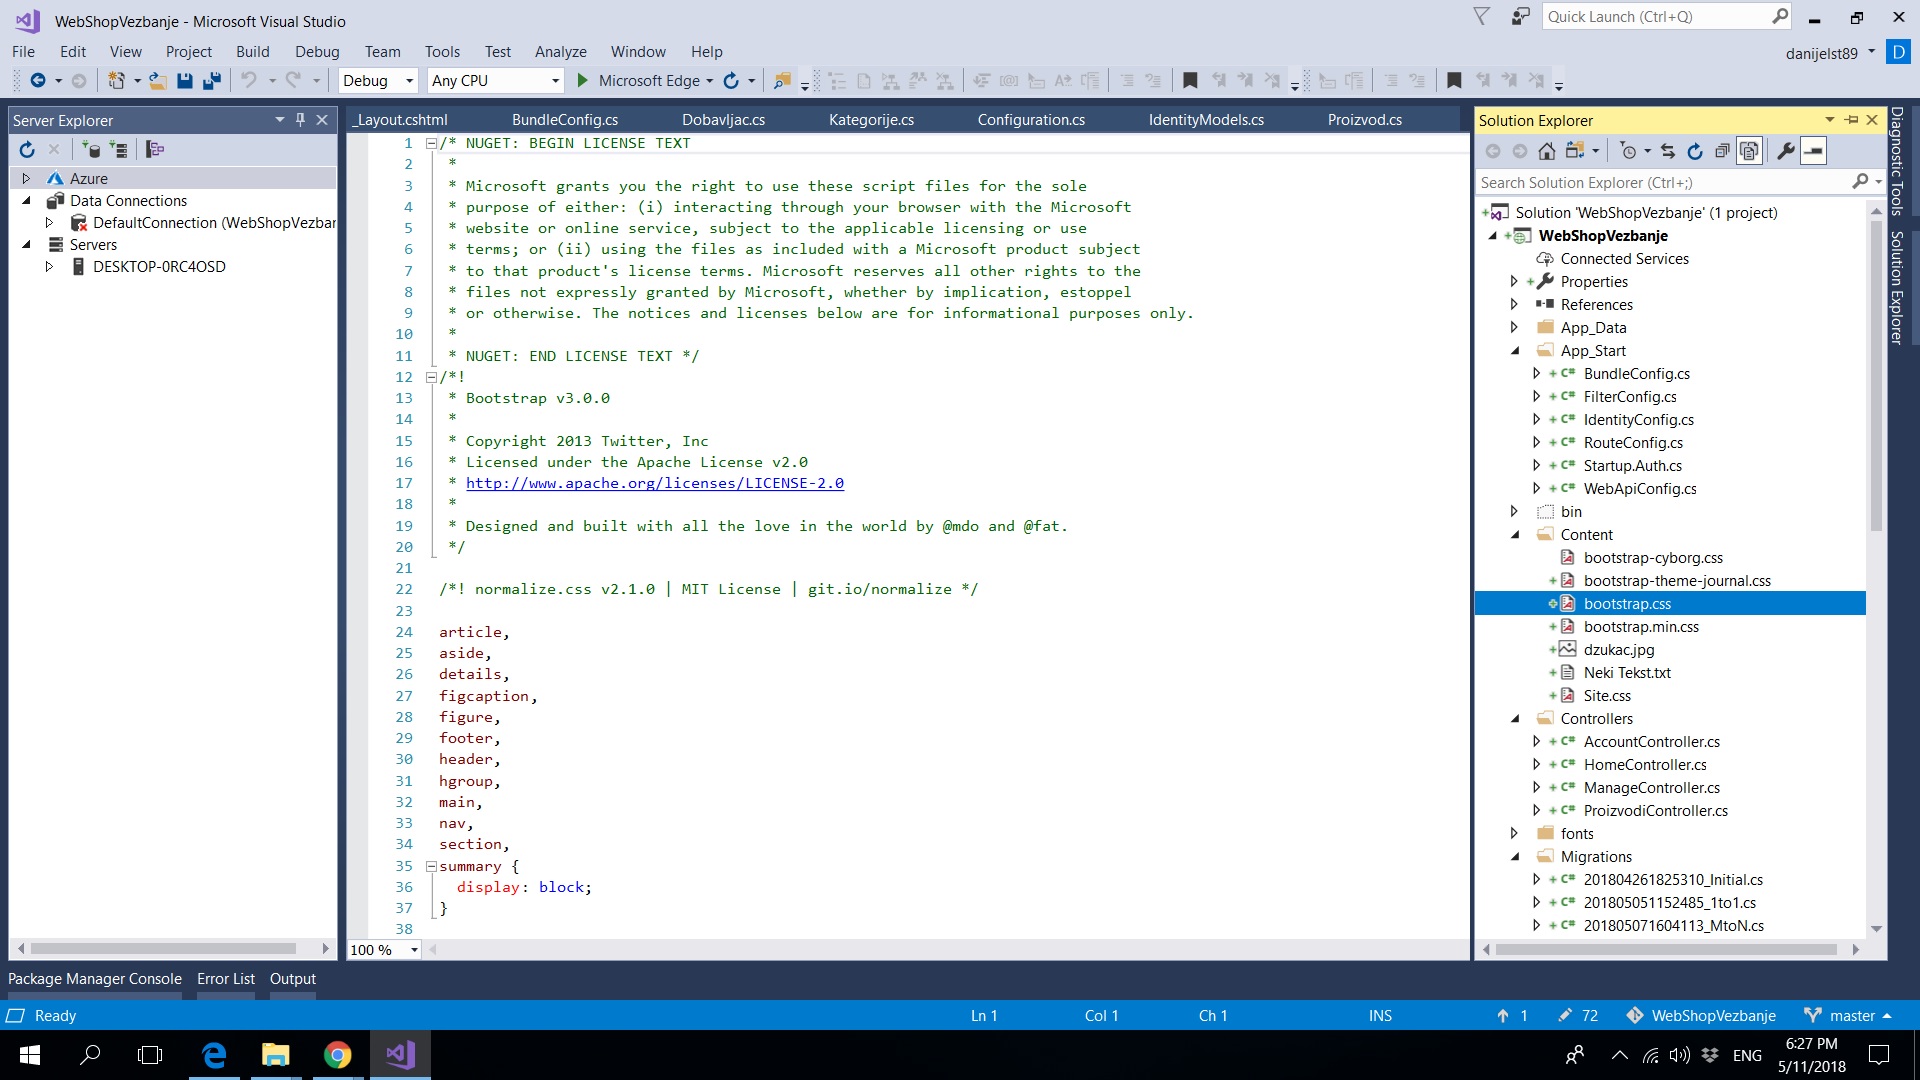 WebShopVezbanje - Microsoft Visual Studio
Quick Launch (Ctrl+Q)
File Edit View Project Build Debug Team Tools Test Analyze Window Help
danijelst89 D
Debug Any CPU Microsoft Edge
Server Explorer
Azure
Data Connections
DefaultConnection (WebShopVezbar
Servers
DESKTOP-0RC4OSD
_Layout.cshtml BundleConfig.cs Dobavljac.cs Kategorije.cs Configuration.cs IdentityModels.cs Proizvod.cs
1 /* NUGET: BEGIN LICENSE TEXT
2 *
3 * Microsoft grants you the right to use these script files for the sole
4 * purpose of either: (i) interacting through your browser with the Microsoft
5 * website or online service, subject to the applicable licensing or use
6 * terms; or (ii) using the files as included with a Microsoft product subject
7 * to that product's license terms. Microsoft reserves all other rights to the
8 * files not expressly granted by Microsoft, whether by implication, estoppel
9 * or otherwise. The notices and licenses below are for informational purposes only.
10 *
11 * NUGET: END LICENSE TEXT */
12 /*!
13 * Bootstrap v3.0.0
14 *
15 * Copyright 2013 Twitter, Inc
16 * Licensed under the Apache License v2.0
17 * http://www.apache.org/licenses/LICENSE-2.0
18 *
19 * Designed and built with all the love in the world by @mdo and @fat.
20 */
21
22 /*! normalize.css v2.1.0 | MIT License | git.io/normalize */
23
24 article,
25 aside,
26 details,
27 figcaption,
28 figure,
29 footer,
30 header,
31 hgroup,
32 main,
33 nav,
34 section,
35 summary {
36 display: block;
37 }
38
100 %
Solution Explorer
Search Solution Explorer (Ctrl+;)
Solution 'WebShopVezbanje' (1 project)
WebShopVezbanje
Connected Services
Properties
References
App_Data
App_Start
C# BundleConfig.cs
C# FilterConfig.cs
C# IdentityConfig.cs
C# RouteConfig.cs
C# Startup.Auth.cs
C# WebApiConfig.cs
bin
Content
bootstrap-cyborg.css
bootstrap-theme-journal.css
bootstrap.css
bootstrap.min.css
dzukac.jpg
Neki Tekst.txt
Site.css
Controllers
C# AccountController.cs
C# HomeController.cs
C# ManageController.cs
C# ProizvodiController.cs
fonts
Migrations
C# 201804261825310_Initial.cs
C# 201805051152485_1to1.cs
C# 201805071604113_MtoN.cs
Diagnostic Tools
Solution Explorer
Package Manager Console Error List Output
Ready Ln 1 Col 1 Ch 1 INS 1 72 WebShopVezbanje master
ENG
6:27 PM
5/11/2018